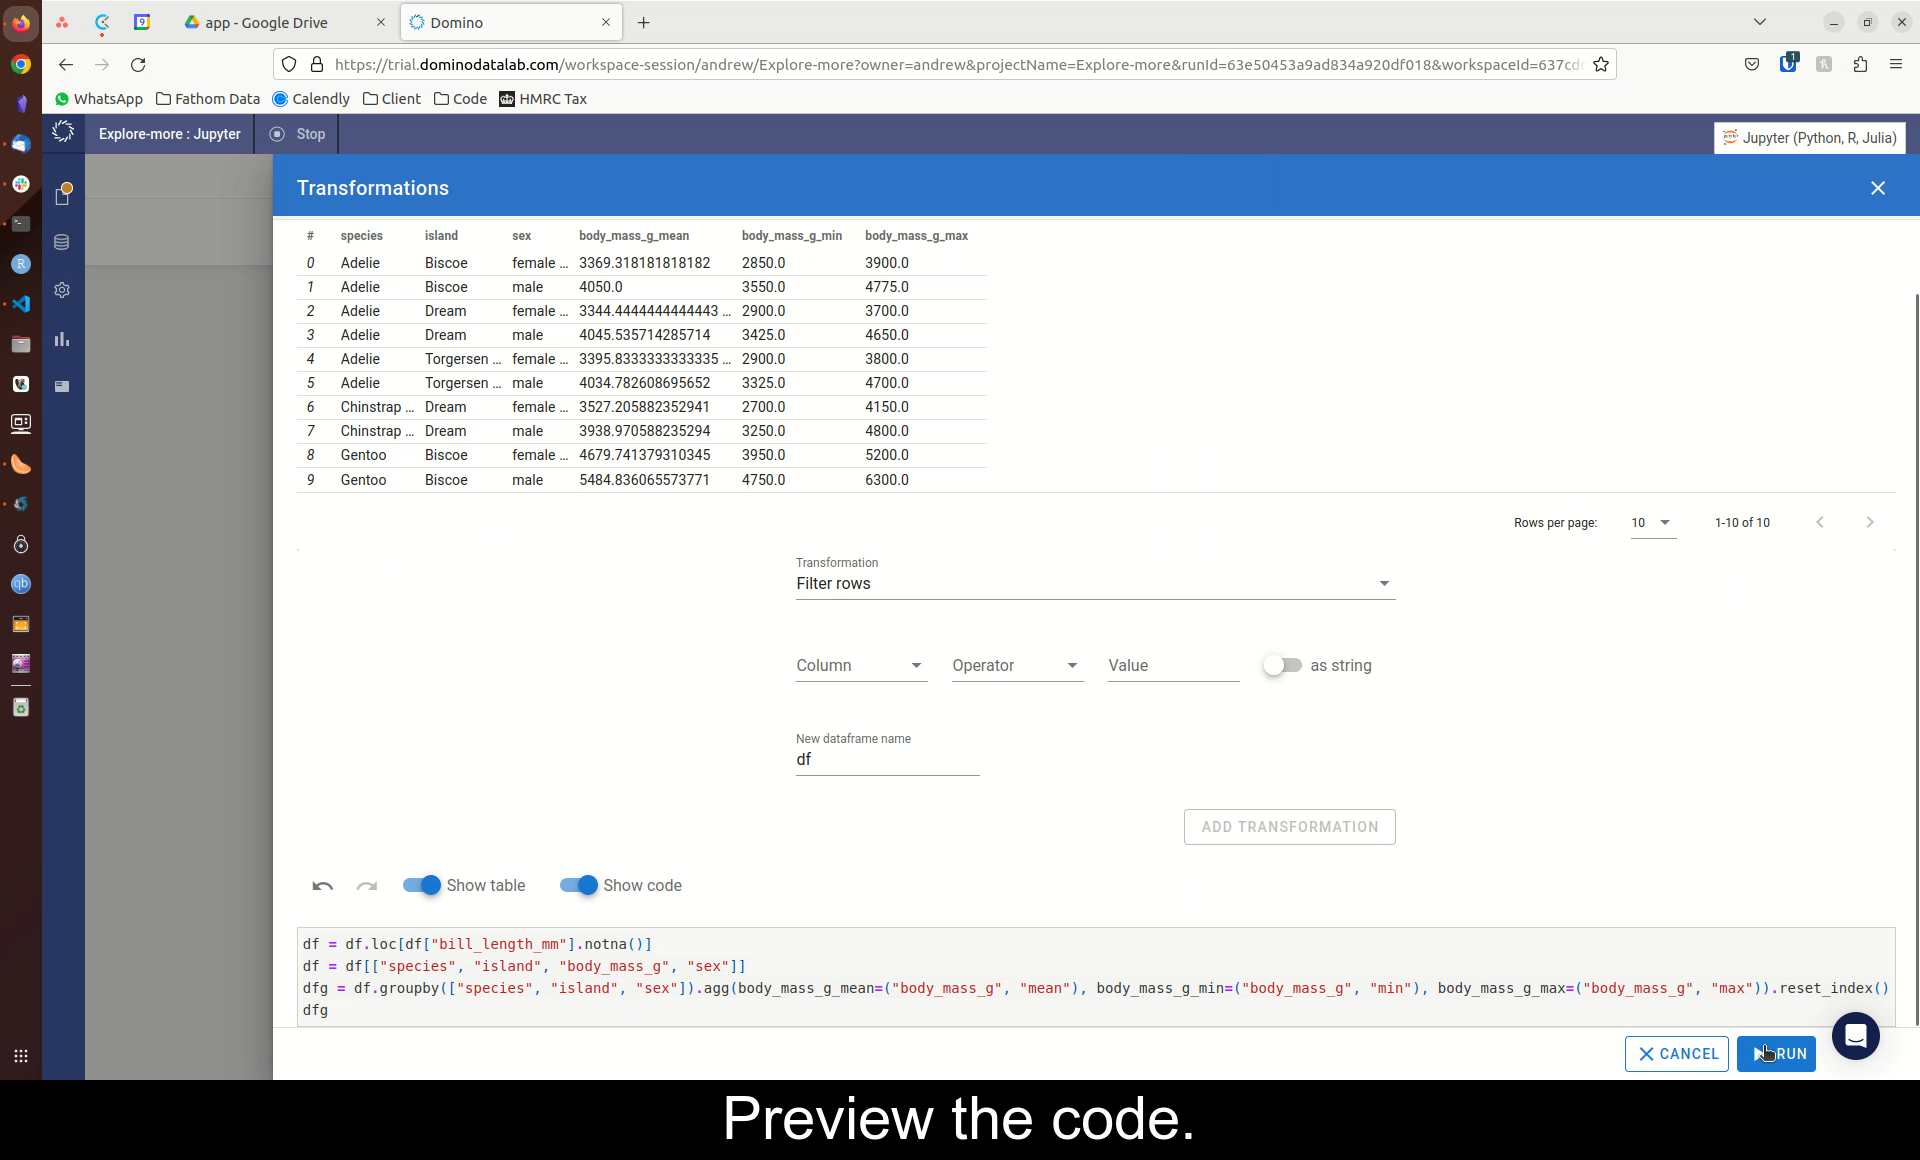 app - Google Drive
Domino
https://trial.dominodatalab.com/workspace-session/andrew/Explore-more?owner=andrew&projectName=Explore-more&runId=63e50453a9ad834a920df018&workspaceId=637cd
WhatsApp Fathom Data Calendly Client Code HMRC Tax
Explore-more : Jupyter Stop
Jupyter (Python, R, Julia)
Transformations
# species island sex body_mass_g_mean body_mass_g_min body_mass_g_max
0 Adelie Biscoe female ... 3369.318181818182 2850.0 3900.0
1 Adelie Biscoe male 4050.0 3550.0 4775.0
2 Adelie Dream female ... 3344.4444444444443 ... 2900.0 3700.0
3 Adelie Dream male 4045.535714285714 3425.0 4650.0
4 Adelie Torgersen ... female ... 3395.8333333333335 ... 2900.0 3800.0
5 Adelie Torgersen ... male 4034.782608695652 3325.0 4700.0
6 Chinstrap ... Dream female ... 3527.205882352941 2700.0 4150.0
7 Chinstrap ... Dream male 3938.970588235294 3250.0 4800.0
8 Gentoo Biscoe female ... 4679.741379310345 3950.0 5200.0
9 Gentoo Biscoe male 5484.836065573771 4750.0 6300.0
Rows per page: 10 1-10 of 10
Transformation
Filter rows
Column Operator Value as string
New dataframe name
df
ADD TRANSFORMATION
Show table Show code
df = df.loc[df["bill_length_mm"].notna()]
df = df[["species", "island", "body_mass_g", "sex"]]
dfg = df.groupby(["species", "island", "sex"]).agg(body_mass_g_mean=("body_mass_g", "mean"), body_mass_g_min=("body_mass_g", "min"), body_mass_g_max=("body_mass_g", "max")).reset_index()
dfg
CANCEL RUN
Preview the code.